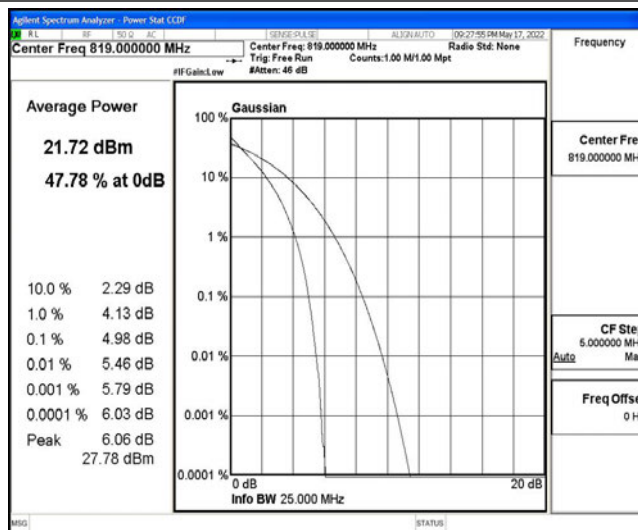 Agilent Spectrum Analyzer - Power Stat CCDF
RL RF 50 Ω AC SENSE:PULSE ALIGN AUTO 09:27:55 PM May 17, 2022
Center Freq 819.000000 MHz
Center Freq: 819.000000 MHz Radio Std: None
Trig: Free Run Counts:1.00 M/1.00 Mpt
#IFGain:Low #Atten: 46 dB
Frequency
Average Power
21.72 dBm
47.78 % at 0dB
10.0 % 2.29 dB
1.0 % 4.13 dB
0.1 % 4.98 dB
0.01 % 5.46 dB
0.001 % 5.79 dB
0.0001 % 6.03 dB
Peak 6.06 dB
27.78 dBm
Gaussian
100 %
10 %
1 %
0.1 %
0.01 %
0.001 %
0.0001 %
0 dB 20 dB
Info BW 25.000 MHz
Center Fre
819.000000 MH
CF Ste
5.000000 MH
Auto Ma
Freq Offse
0 H
MSG STATUS